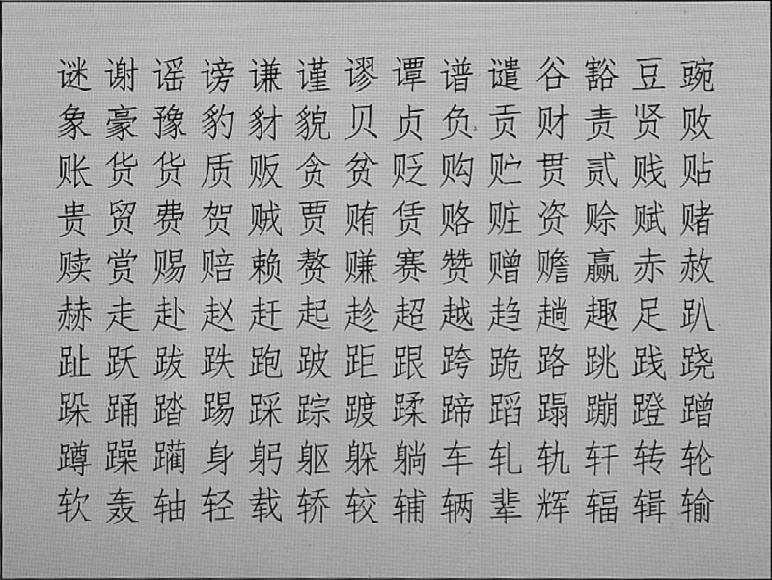 谜谢谣谤谦谨谬谭谱谴谷豁豆豌
象豪豫豹豺貌贝贞负贡财责贤败
账货货质贩贪贫贬购贮贯贰贱贴
贵贸费贺贼贾贿赁赂赃资赊赋赌
赎赏赐赔赖赘赚赛赞赠赡赢赤赦
赫走赴赵赶起趁超越趋趟趣足趴
趾跃跋跌跑跛距跟跨跪路跳践跷
跺踊踏踢踩踪踱蹂蹄蹈蹋蹦蹬蹭
蹲躁躏身躬躯躲躺车轧轨轩转轮
软轰轴轻载轿较辅辆辈辉辐辑输